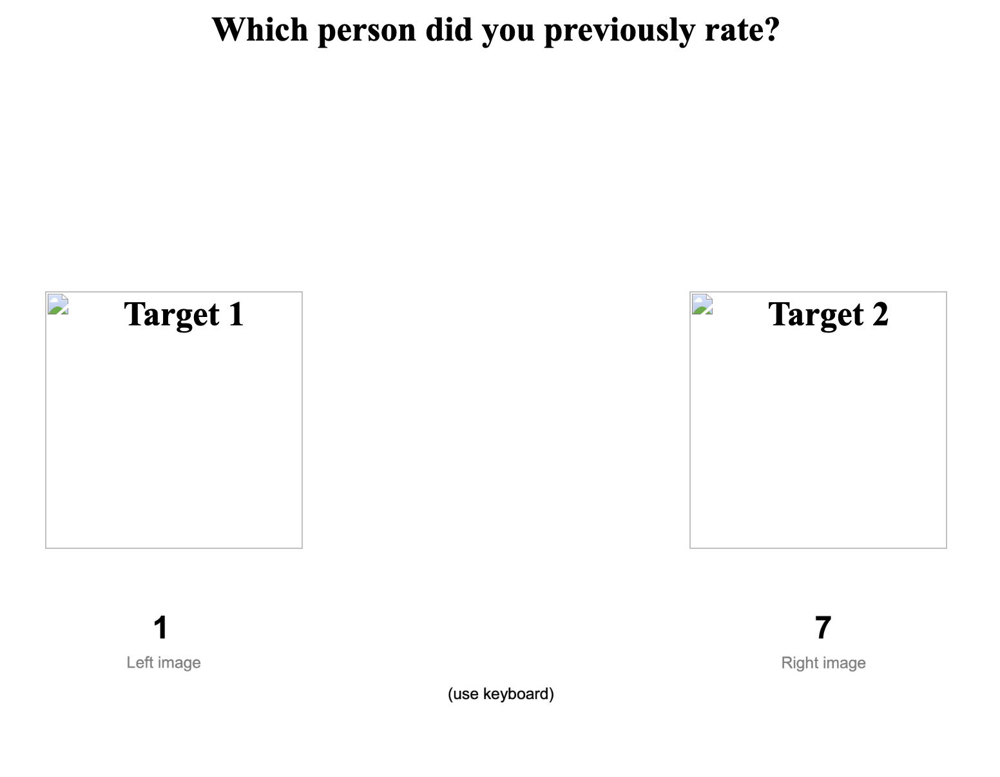 Which person did you previously rate?
Target 1
Target 2
1
7
Left image
Right image
(use keyboard)